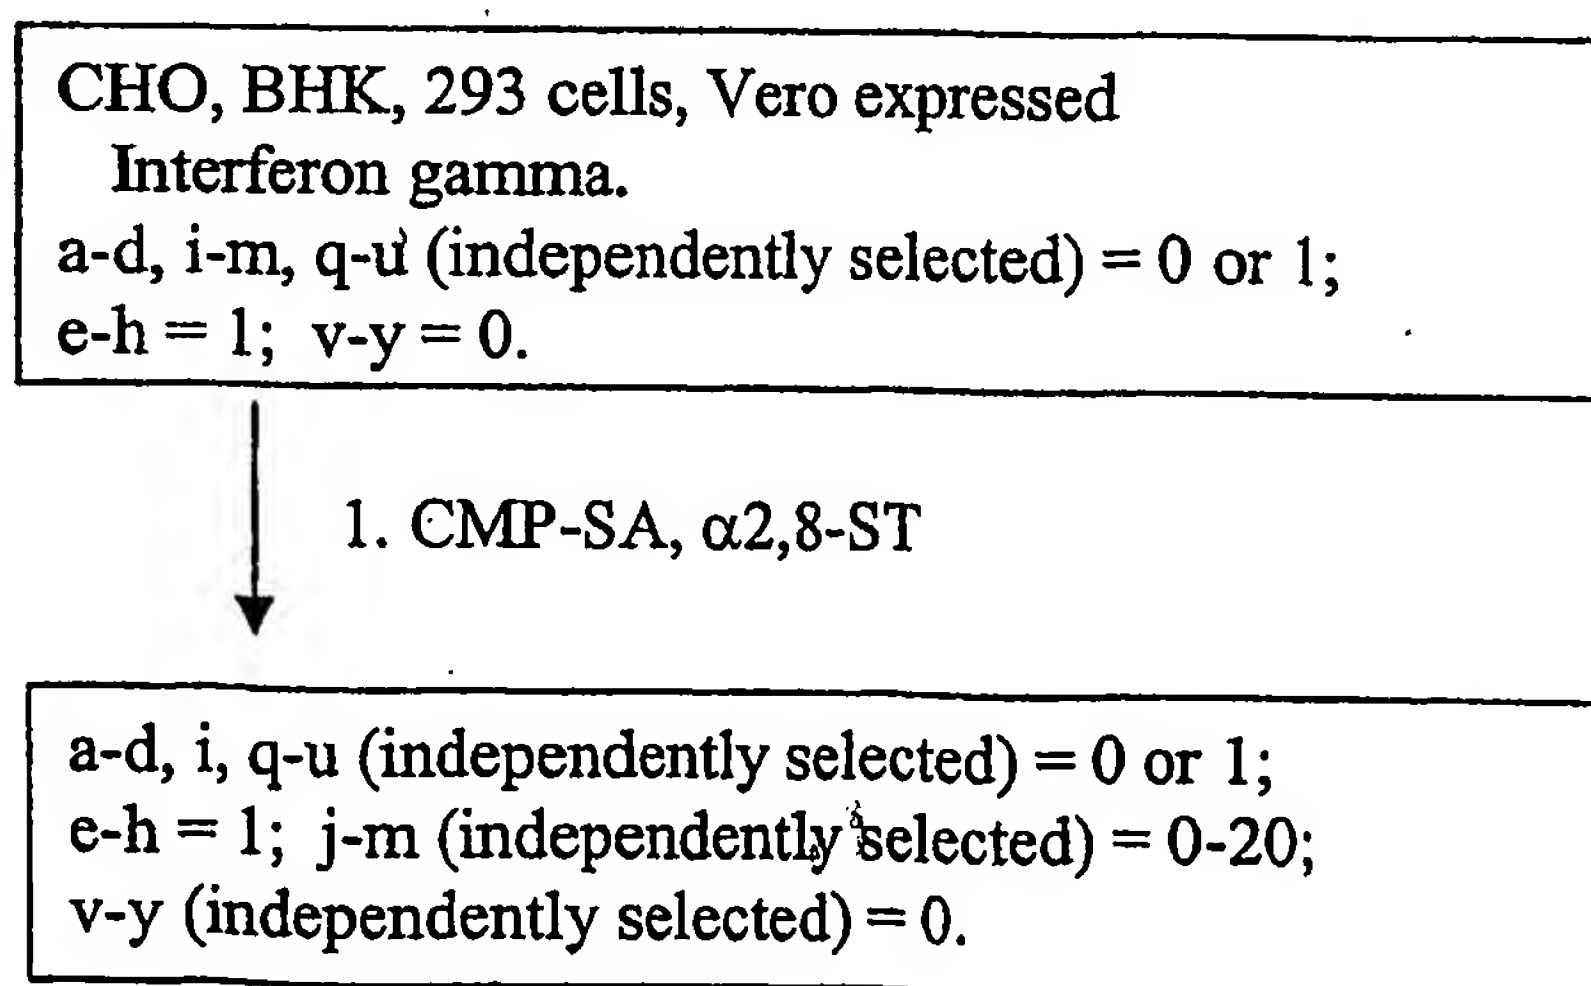 CHO, BHK, 293 cells, Vero expressed
Interferon gamma.
a-d, i-m, q-u (independently selected) = 0 or 1;
e-h = 1; v-y = 0.
1. CMP-SA, α2,8-ST
a-d, i, q-u (independently selected) = 0 or 1;
e-h = 1; j-m (independently selected) = 0-20;
v-y (independently selected) = 0.